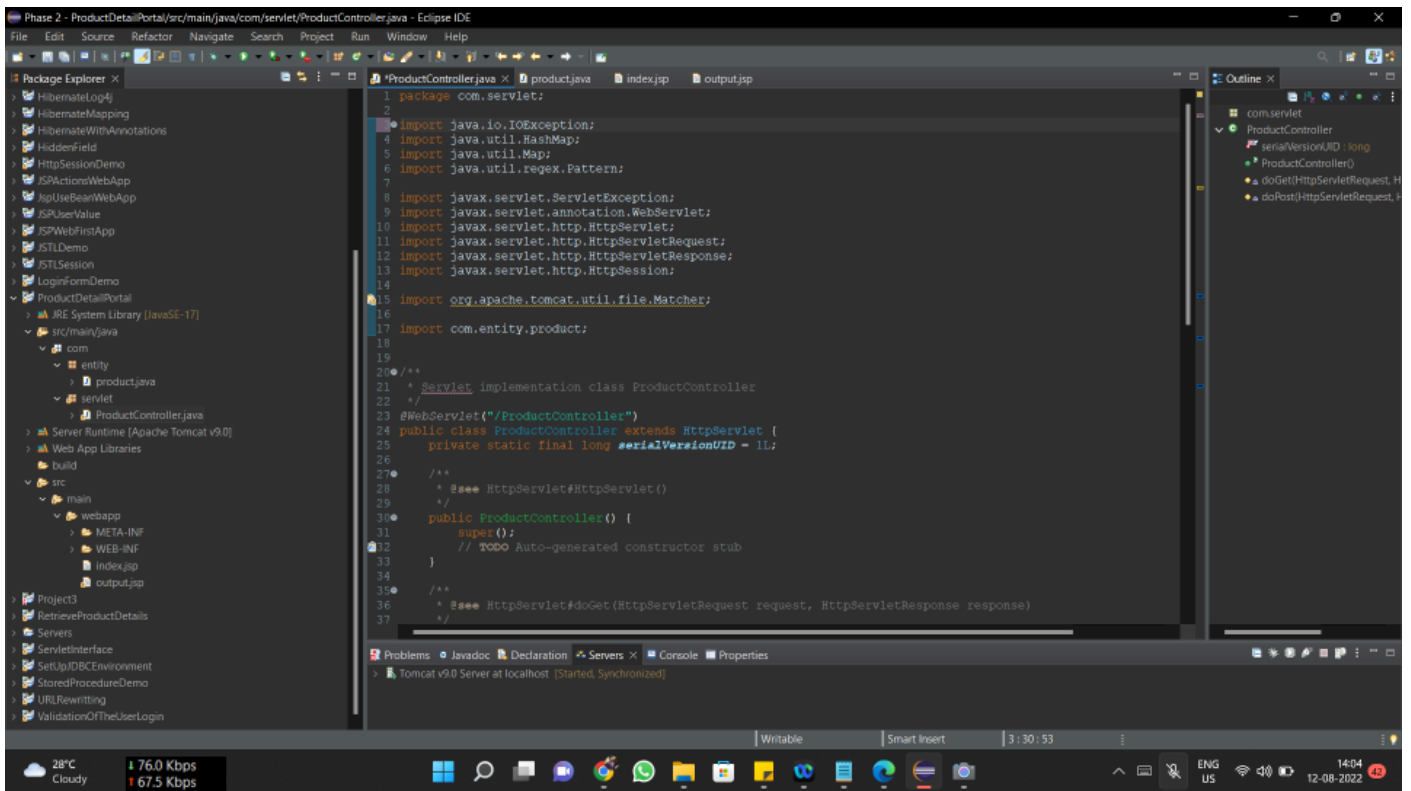 Phase 2 - ProductDetailPortal/src/main/java/com/servlet/ProductController.java - Eclipse IDE
File Edit Source Refactor Navigate Search Project Run Window Help
Package Explorer
HibernateLog4j
HibernateMapping
HibernateWithAnnotations
HiddenField
HttpSessionDemo
JSPActionsWebApp
JspUseBeanWebApp
JSPUserValue
JSPWebFirstApp
JSTLDemo
JSTLSession
LoginFormDemo
ProductDetailPortal
JRE System Library [JavaSE-17]
src/main/java
com
entity
product.java
servlet
ProductController.java
Server Runtime [Apache Tomcat v9.0]
Web App Libraries
build
src
main
webapp
META-INF
WEB-INF
index.jsp
output.jsp
Project3
RetrieveProductDetails
Servers
ServletInterface
SetUpJDBCEnvironment
StoredProcedureDemo
URLRewritting
ValidationOfTheUserLogin
*ProductController.java product.java index.jsp output.jsp
1 package com.servlet;
2
3 import java.io.IOException;
4 import java.util.HashMap;
5 import java.util.Map;
6 import java.util.regex.Pattern;
7
8 import javax.servlet.ServletException;
9 import javax.servlet.annotation.WebServlet;
10 import javax.servlet.http.HttpServlet;
11 import javax.servlet.http.HttpServletRequest;
12 import javax.servlet.http.HttpServletResponse;
13 import javax.servlet.http.HttpSession;
14
15 import org.apache.tomcat.util.file.Matcher;
16
17 import com.entity.product;
18
19
20 /**
21 * Servlet implementation class ProductController
22 */
23 @WebServlet("/ProductController")
24 public class ProductController extends HttpServlet {
25 private static final long serialVersionUID = 1L;
26
27 /**
28 * @see HttpServlet#HttpServlet()
29 */
30 public ProductController() {
31 super();
32 // TODO Auto-generated constructor stub
33 }
34
35 /**
36 * @see HttpServlet#doGet(HttpServletRequest request, HttpServletResponse response)
37 */
Outline
com.servlet
ProductController
serialVersionUID : long
ProductController()
doGet(HttpServletRequest, H
doPost(HttpServletRequest, H
Problems Javadoc Declaration Servers Console Properties
Tomcat v9.0 Server at localhost [Started, Synchronized]
Writable Smart Insert 3 : 30 : 53
28°C
Cloudy
76.0 Kbps
67.5 Kbps
ENG
US
14:04
12-08-2022
42